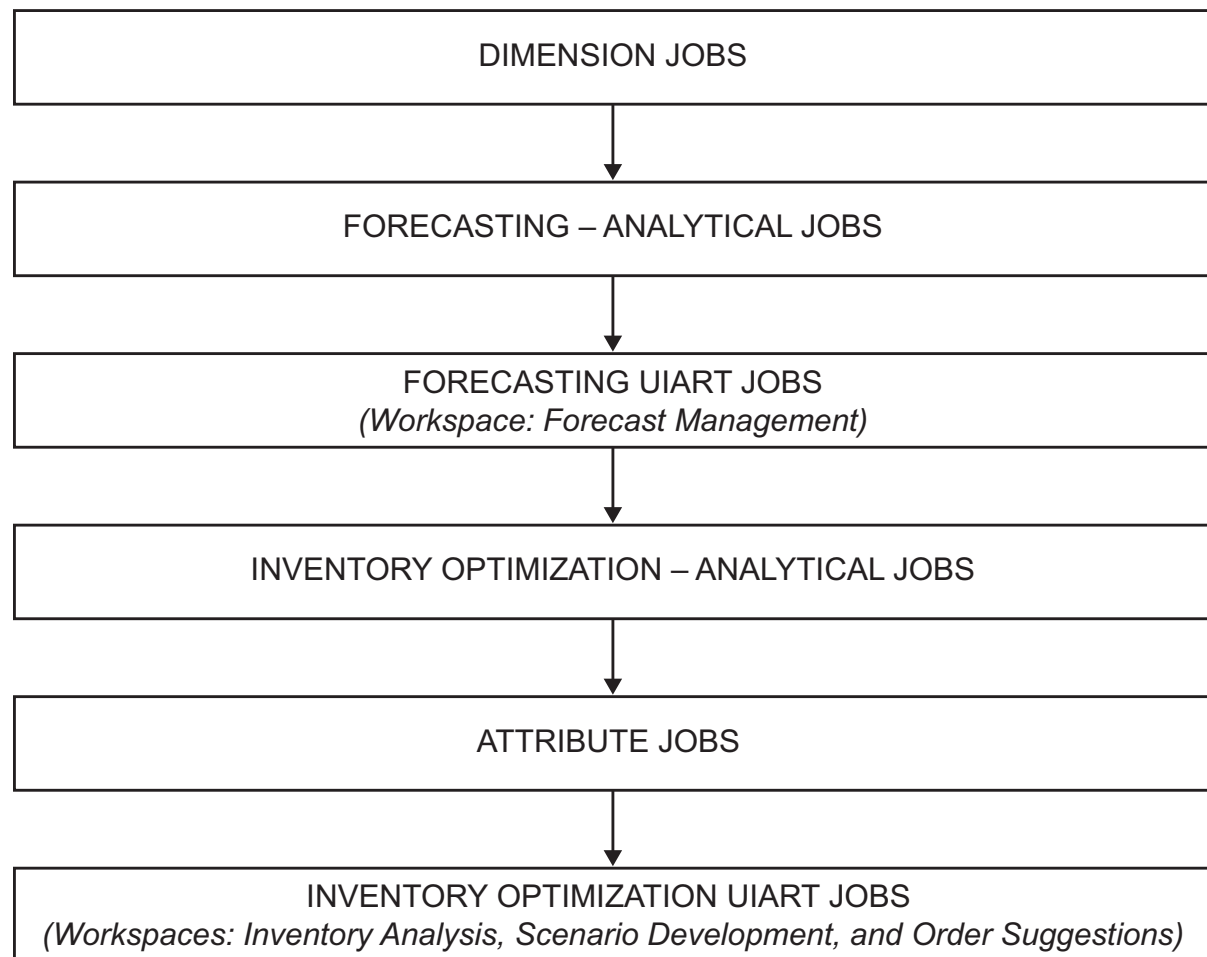 DIMENSION JOBS
FORECASTING – ANALYTICAL JOBS
FORECASTING UIART JOBS
(Workspace: Forecast Management)
INVENTORY OPTIMIZATION – ANALYTICAL JOBS
ATTRIBUTE JOBS
INVENTORY OPTIMIZATION UIART JOBS
(Workspaces: Inventory Analysis, Scenario Development, and Order Suggestions)